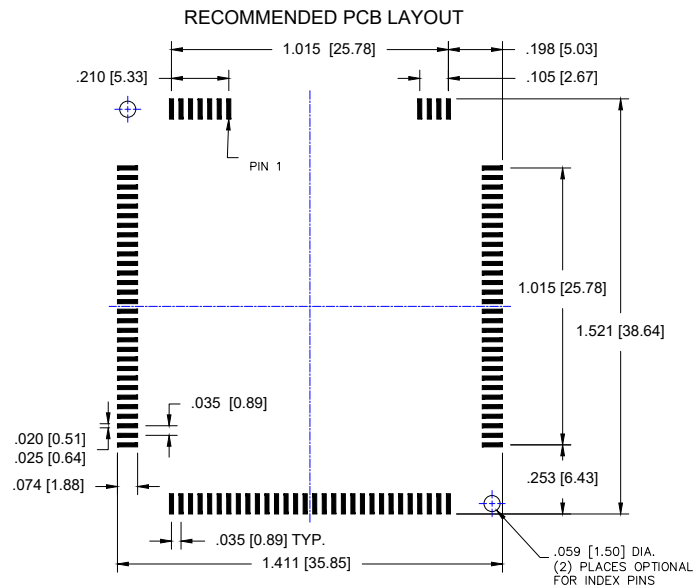 RECOMMENDED PCB LAYOUT
1.015 [25.78]
.198 [5.03]
.210 [5.33]
.105 [2.67]
PIN 1
1.015 [25.78]
1.521 [38.64]
.035 [0.89]
.020 [0.51]
.025 [0.64]
.074 [1.88]
.253 [6.43]
.035 [0.89] TYP.
1.411 [35.85]
.059 [1.50] DIA.
(2) PLACES OPTIONAL
FOR INDEX PINS